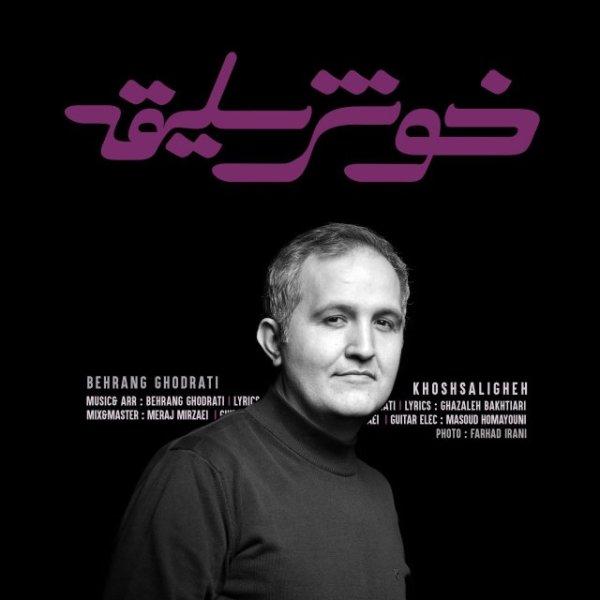 خوش سلیقه
BEHRANG GHODRATI
KHOSHSALIGHEH
MUSIC& ARR : BEHRANG GHODRATI | LYRICS : GHAZALEH BAKHTIARI
MIX&MASTER : MERAJ MIRZAEI | GUITAR ELEC : MASOUD HOMAYOUNI
PHOTO : FARHAD IRANI